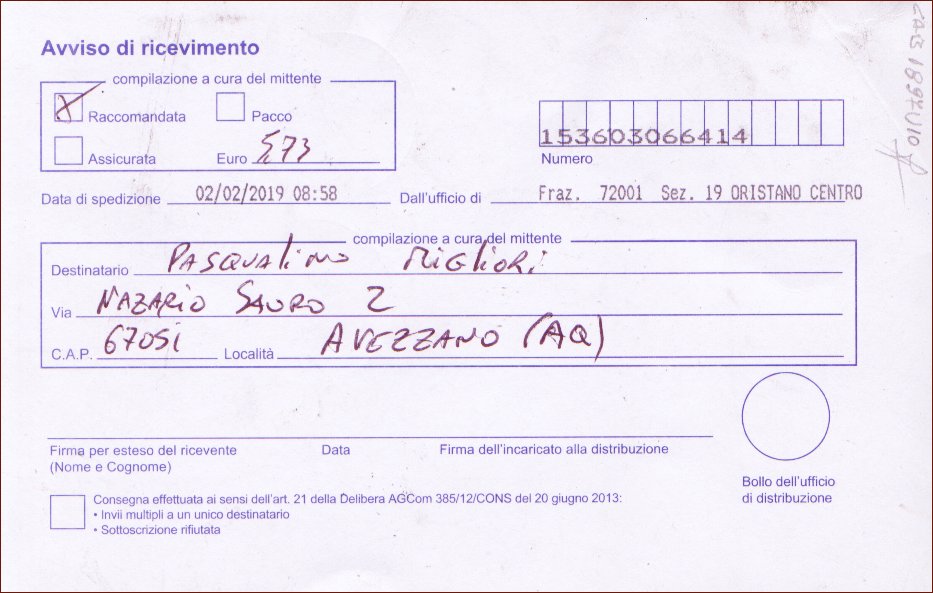 Avviso di ricevimento
compilazione a cura del mittente
Raccomandata Pacco
Assicurata Euro 5,73
153603066414
Numero
Data di spedizione 02/02/2019 08:58 Dall'ufficio di Fraz. 72001 Sez. 19 ORISTANO CENTRO
compilazione a cura del mittente
Destinatario PASQUALINO MIGLIORI
Via NAZARIO SAURO 2
C.A.P. 67051 Località AVEZZANO (AQ)
Firma per esteso del ricevente
(Nome e Cognome)
Data
Firma dell'incaricato alla distribuzione
Bollo dell'ufficio
di distribuzione
Consegna effettuata ai sensi dell'art. 21 della Delibera AGCom 385/12/CONS del 20 giugno 2013:
• Invii multipli a un unico destinatario
• Sottoscrizione rifiutata